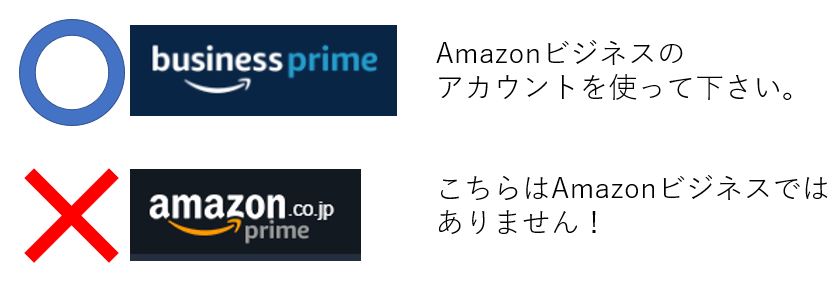 business prime
Amazonビジネスの
アカウントを使って下さい。
amazon.co.jp
prime
こちらはAmazonビジネスでは
ありません！